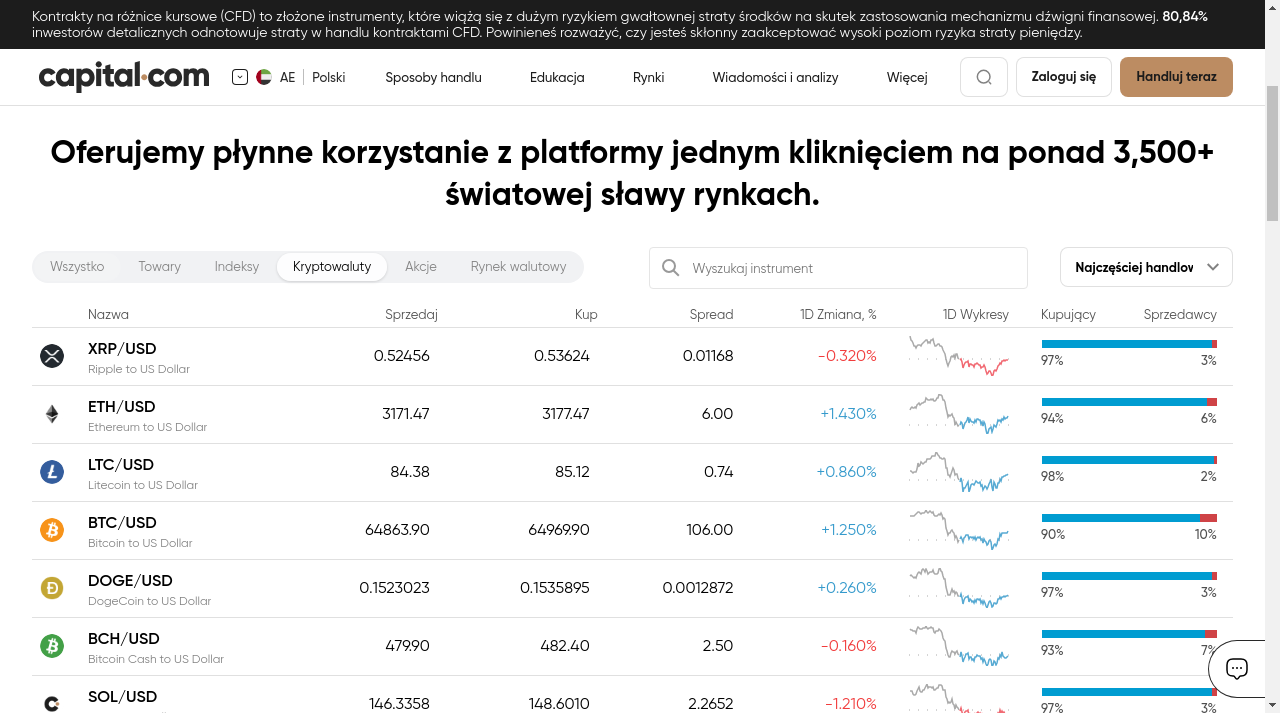 Kontrakty na różnice kursowe (CFD) to złożone instrumenty, które wiążą się z dużym ryzykiem gwałtownej straty środków na skutek zastosowania mechanizmu dźwigni finansowej. 80,84%
inwestorów detalicznych odnotowuje straty w handlu kontraktami CFD. Powinieneś rozważyć, czy jesteś skłonny zaakceptować wysoki poziom ryzyka straty pieniędzy.
capital.com AE Polski Sposoby handlu Edukacja Rynki Wiadomości i analizy Więcej Zaloguj się Handluj teraz
Oferujemy płynne korzystanie z platformy jednym kliknięciem na ponad 3,500+
światowej sławy rynkach.
Wszystko Towary Indeksy Kryptowaluty Akcje Rynek walutowy Wyszukaj instrument Najczęściej handlow
Nazwa Sprzedaj Kup Spread 1D Zmiana, % 1D Wykresy Kupujący Sprzedawcy
XRP/USD 0.52456 0.53624 0.01168 -0.320% 97% 3%
Ripple to US Dollar
ETH/USD 3171.47 3177.47 6.00 +1.430% 94% 6%
Ethereum to US Dollar
LTC/USD 84.38 85.12 0.74 +0.860% 98% 2%
Litecoin to US Dollar
BTC/USD 64863.90 64969.90 106.00 +1.250% 90% 10%
Bitcoin to US Dollar
DOGE/USD 0.1523023 0.1535895 0.0012872 +0.260% 97% 3%
DogeCoin to US Dollar
BCH/USD 479.90 482.40 2.50 -0.160% 93% 7%
Bitcoin Cash to US Dollar
SOL/USD 146.3358 148.6010 2.2652 -1.210% 97% 3%